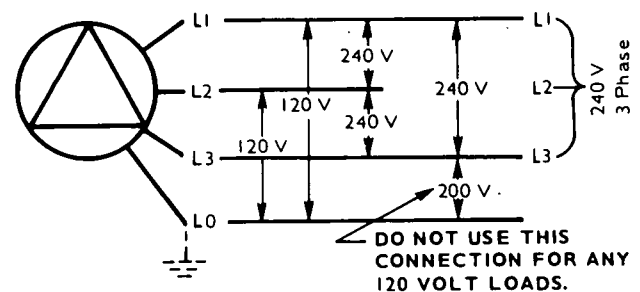 L1
L1
240 V
L2
120 V
240 V
240 V
L2
240 V
3 Phase
120 V
L3
L3
200 V
L0
DO NOT USE THIS
CONNECTION FOR ANY
120 VOLT LOADS.